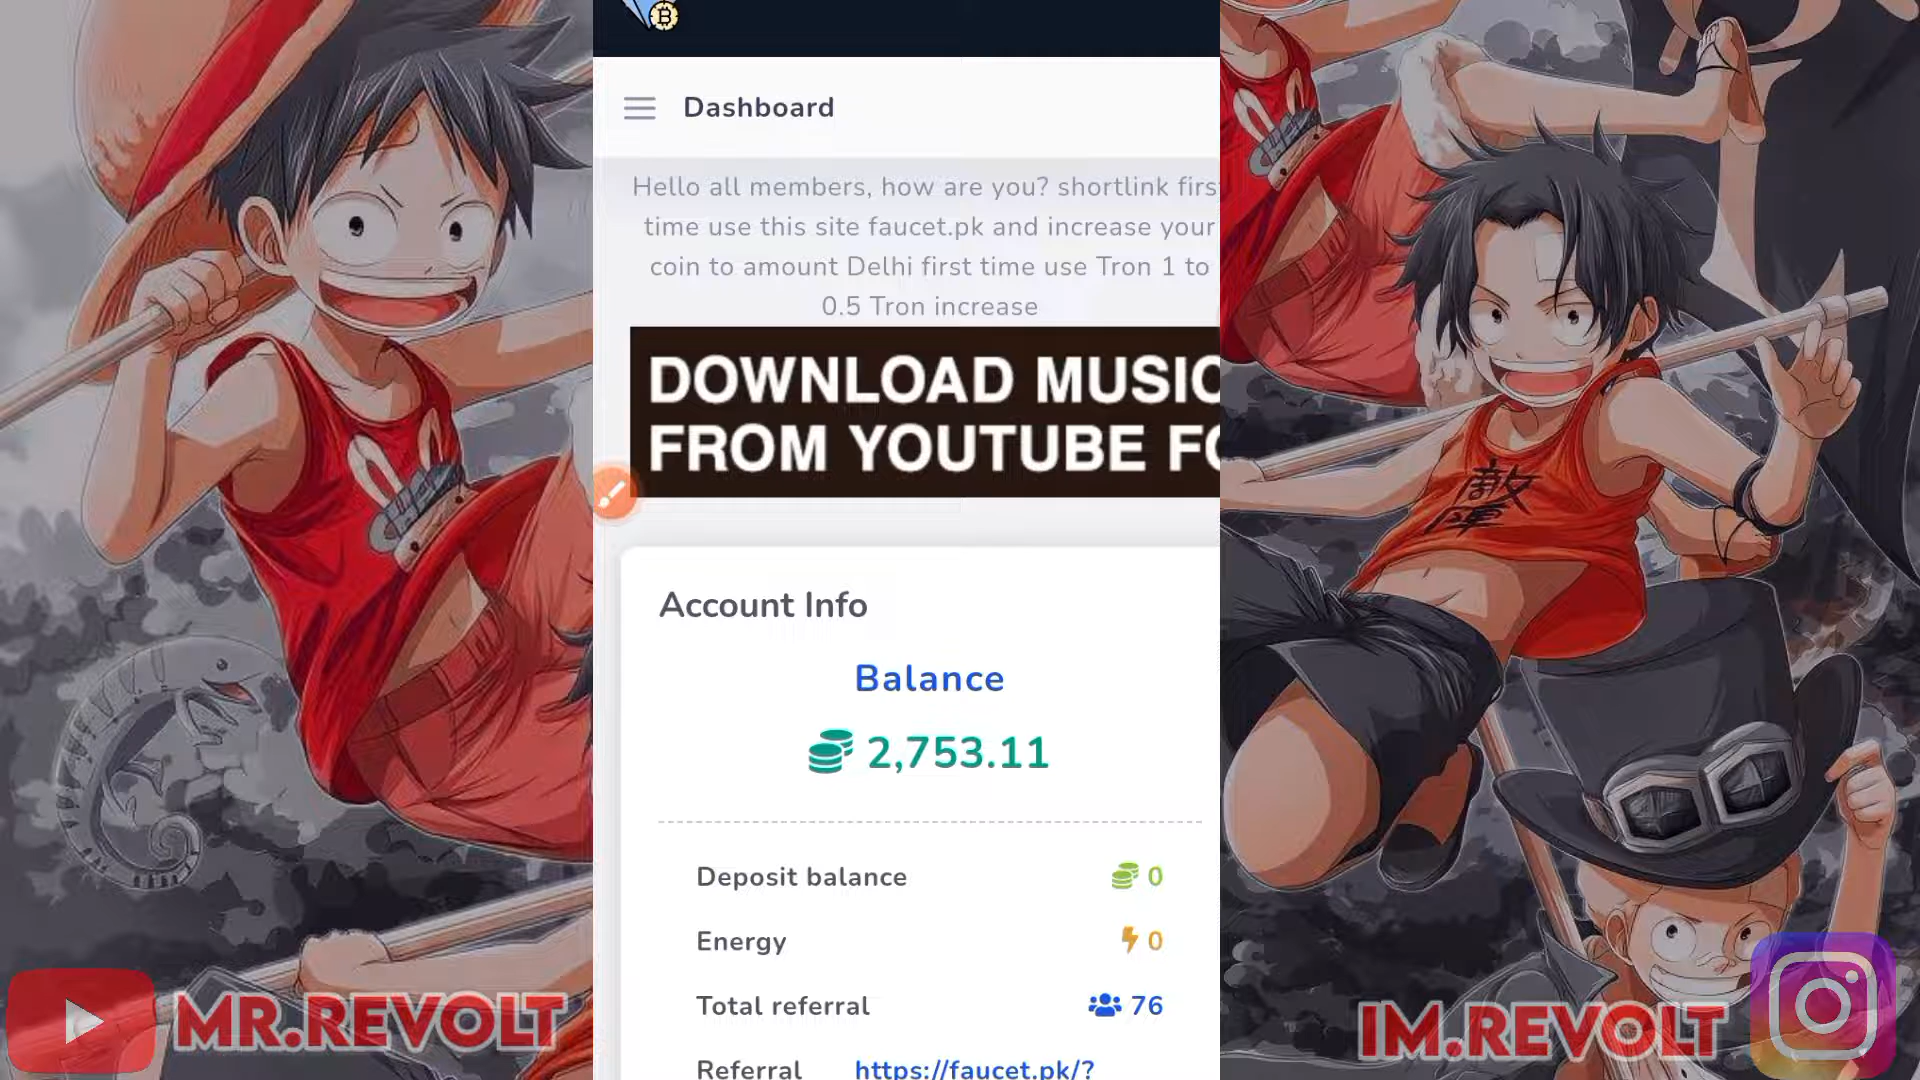 Dashboard
Hello all members, how are you? shortlink first
time use this site faucet.pk and increase your
coin to amount Delhi first time use Tron 1 to
0.5 Tron increase
DOWNLOAD MUSIC
FROM YOUTUBE FO
Account Info
Balance
2,753.11
Deposit balance 0
Energy 0
Total referral 76
Referral https://faucet.pk/?
MR.REVOLT
IM.REVOLT